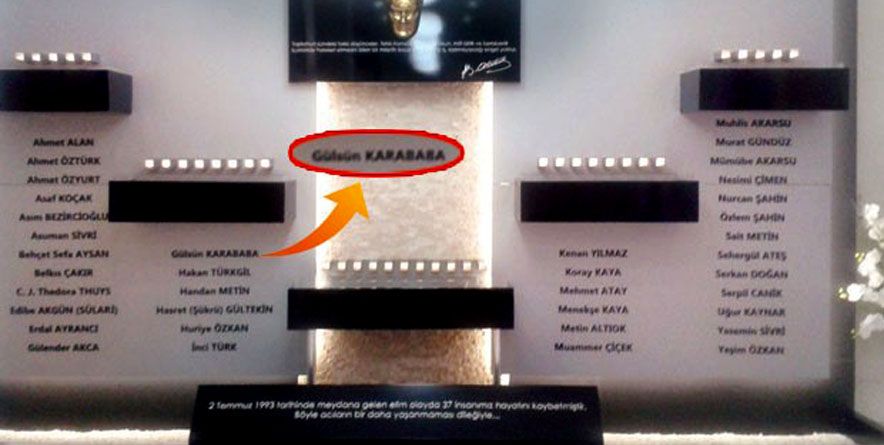 Gülsün KARABABA
Ahmet ALAN
Ahmet ÖZTÜRK
Ahmet ÖZYURT
Asaf KOÇAK
Asım BEZİRCİOĞLU
Asuman SİVRİ
Behçet Sefa AYSAN
Belkıs ÇAKIR
C. J. Thedora THUYS
Edibe AKGÜN (SÜLARİ)
Erdal AYRANCI
Gülender AKCA
Gülsün KARABABA
Hakan TÜRKGİL
Handan METİN
Hasret (Şükrü) GÜLTEKİN
Huriye ÖZKAN
İnci TÜRK
Kenan YILMAZ
Koray KAYA
Mehmet ATAY
Menekşe KAYA
Metin ALTIOK
Muammer ÇİÇEK
Muhlis AKARSU
Murat GÜNDÜZ
Mümübe AKARSU
Nesimi ÇİMEN
Nurcan ŞAHİN
Özlem ŞAHİN
Sait METİN
Sehergül ATEŞ
Serkan DOĞAN
Serpil CANİK
Uğur KAYNAR
Yasemin SİVRİ
Yeşim ÖZKAN
2 Temmuz 1993 tarihinde meydana gelen elim olayda 37 insanımız hayatını kaybetmiştir.
Böyle acıların bir daha yaşanmaması dileğiyle...